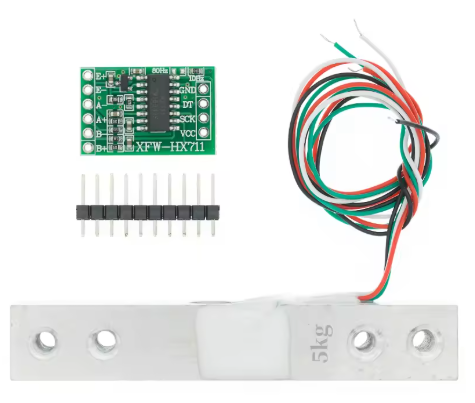 80Hz
10Hz
E+
GND
E-
A-
DT
A+
SCK
B-
VCC
B+
XFW-HX711
5kg